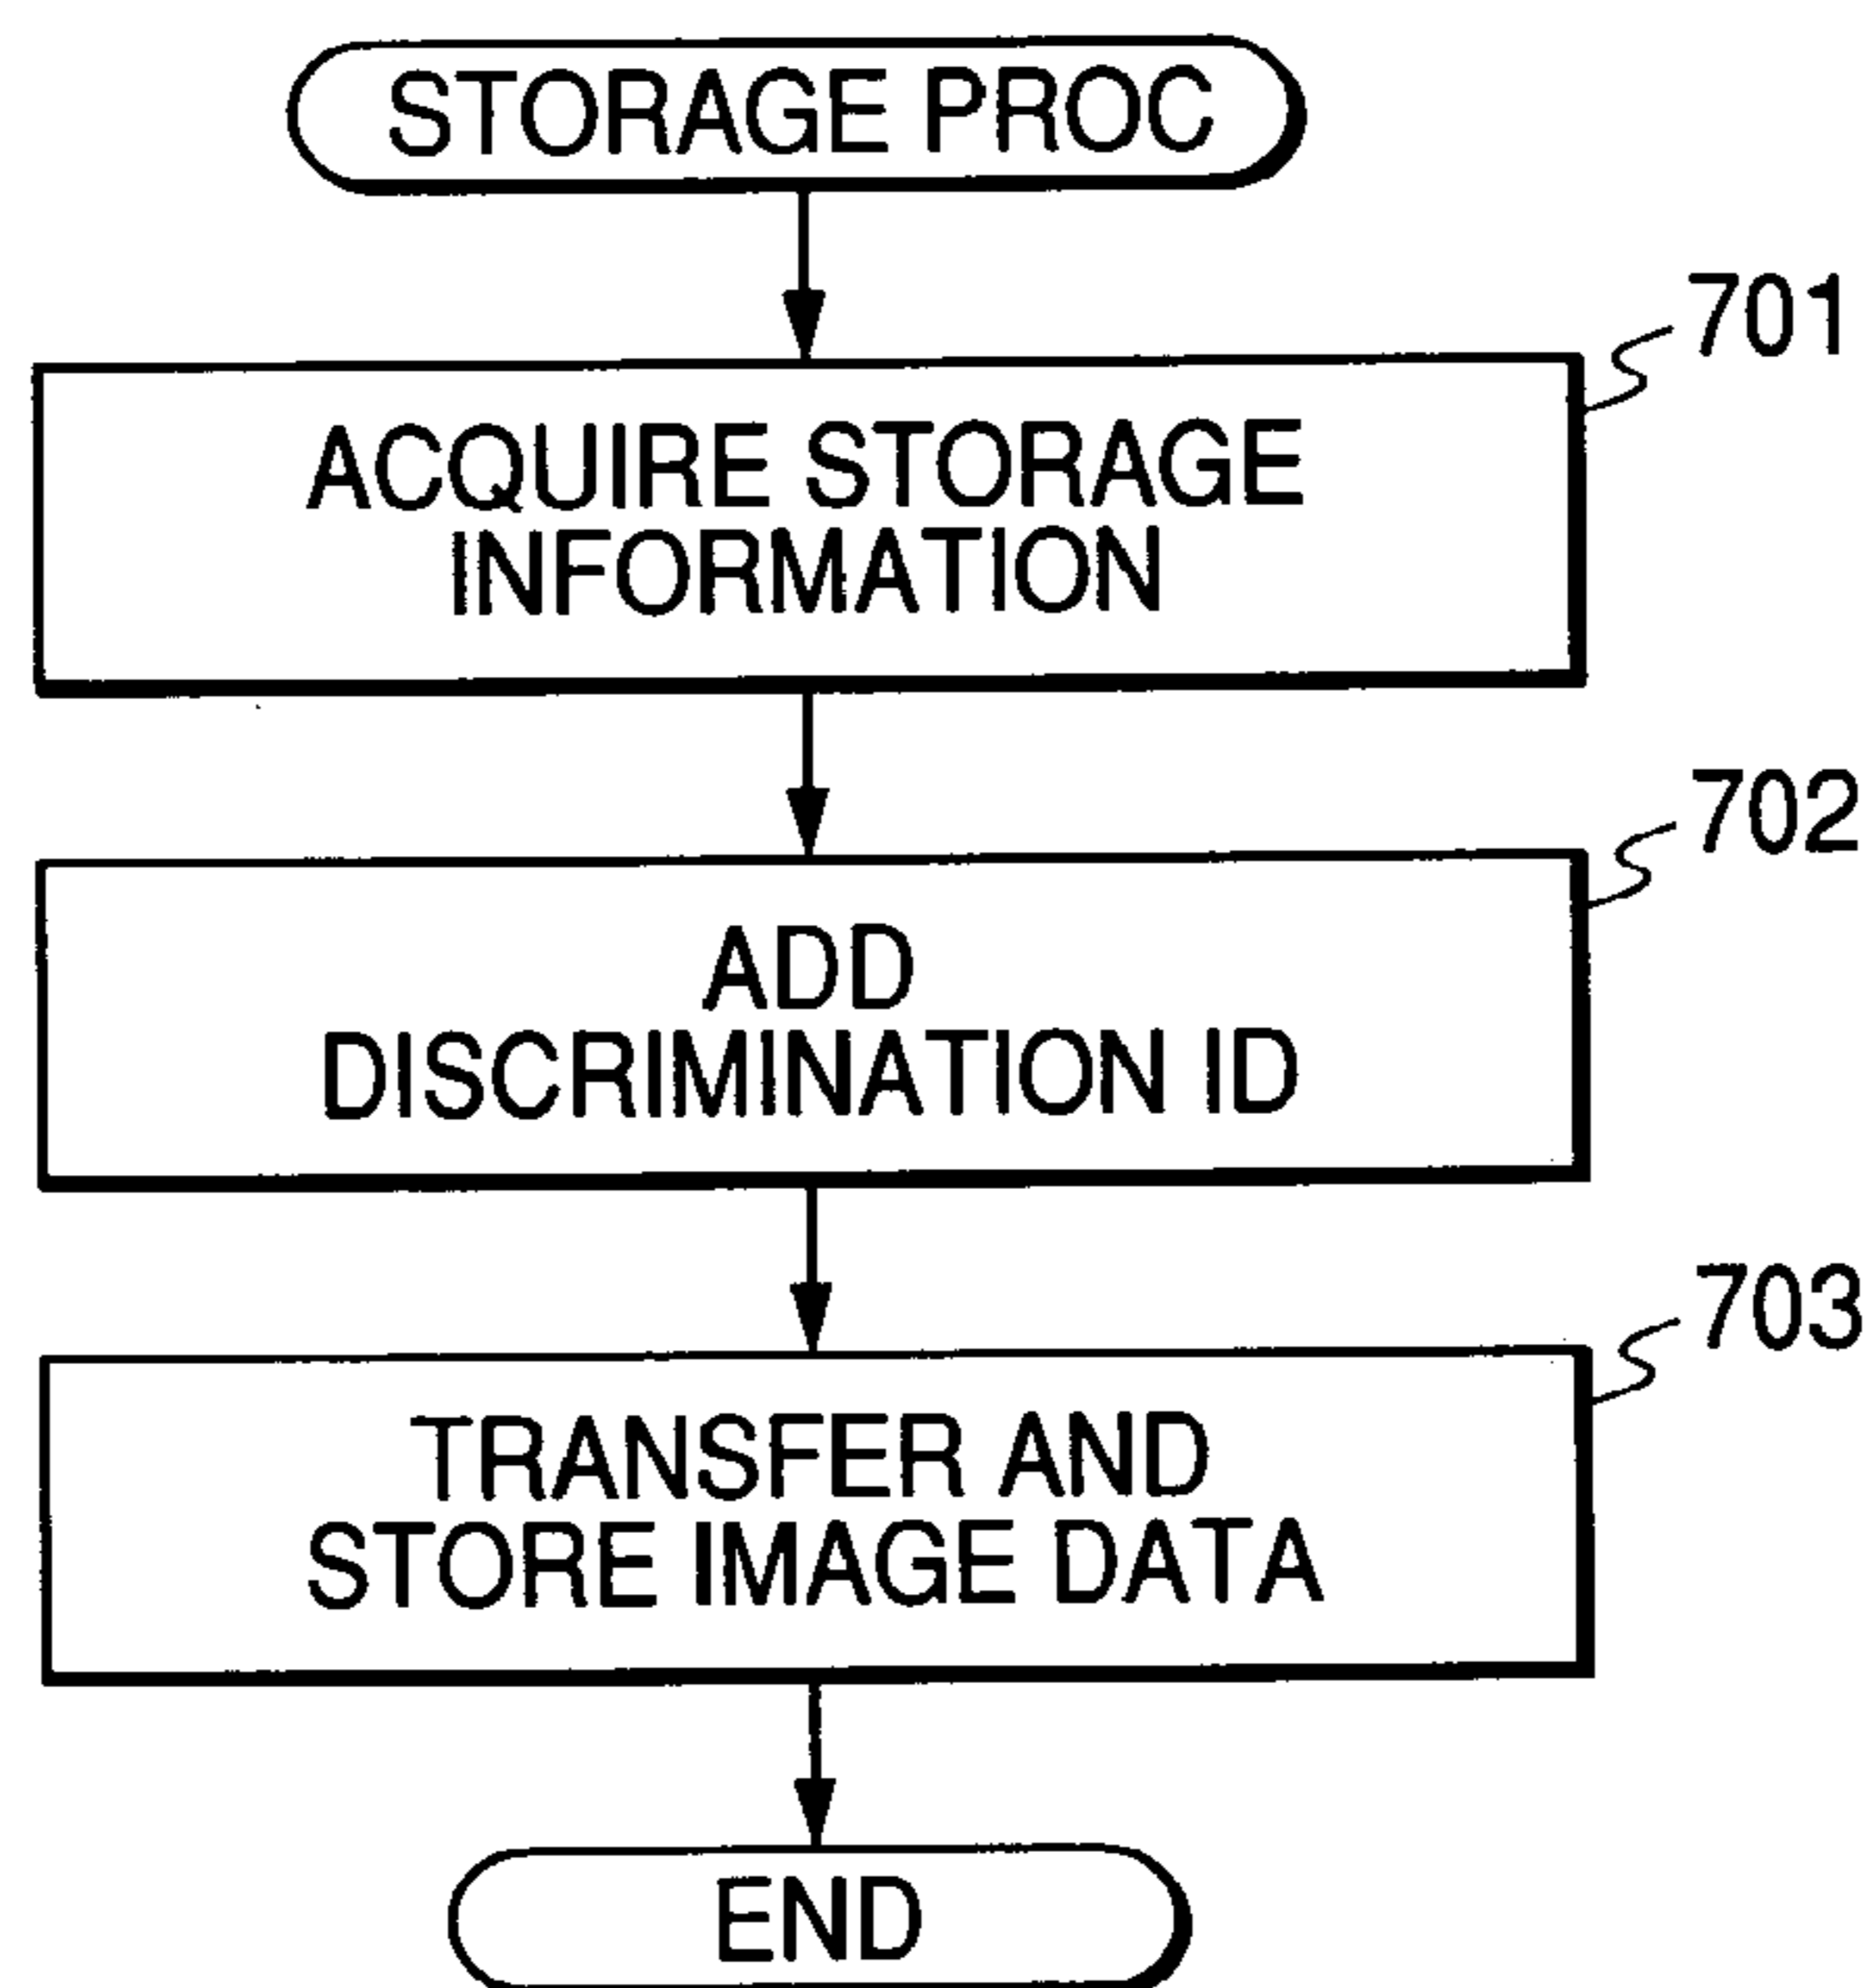 STORAGE PROC
701
ACQUIRE STORAGE
INFORMATION
702
ADD
DISCRIMINATION ID
703
TRANSFER AND
STORE IMAGE DATA
END